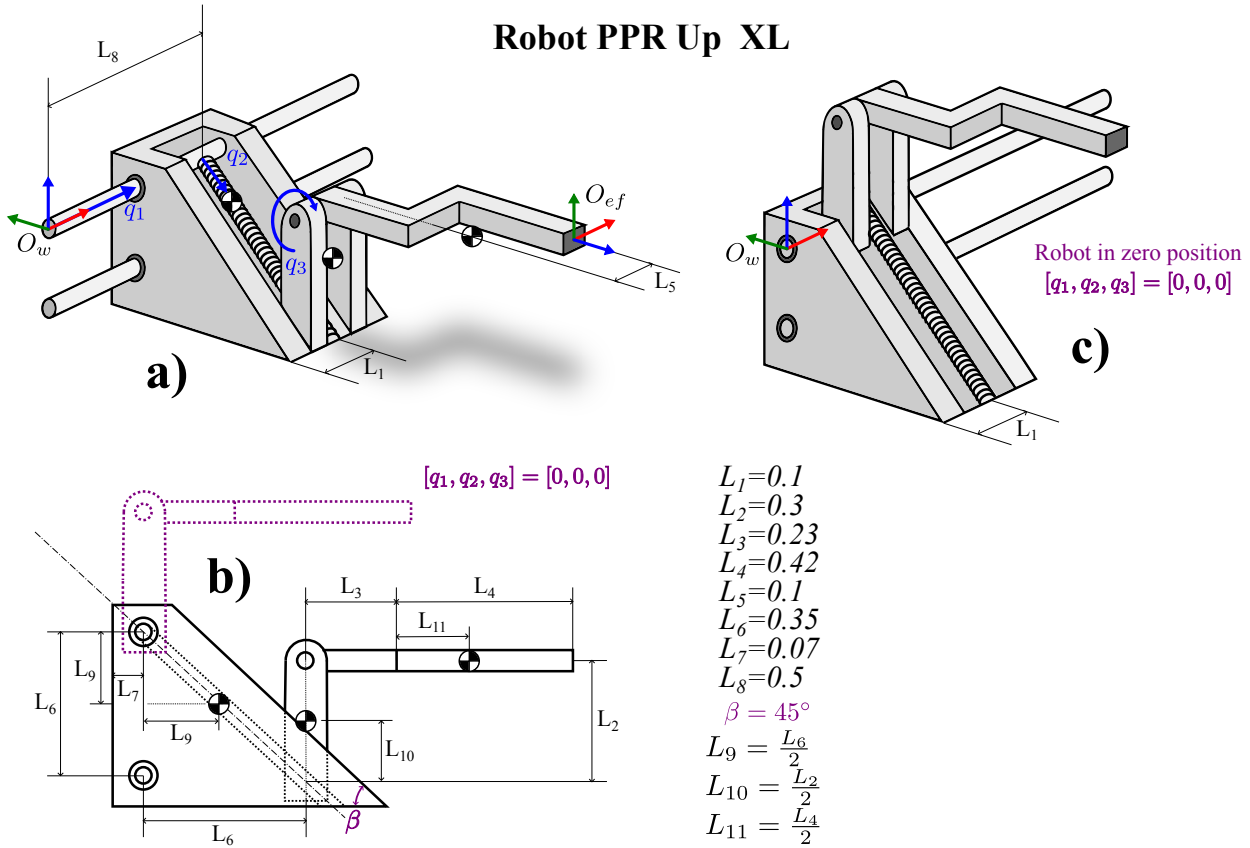 Robot PPR Up XL
L₈
q₂
q₁
O_w
q₃
O_ef
L₅
L₁
a)
O_w
Robot in zero position
[q₁, q₂, q₃] = [0, 0, 0]
c)
L₁
[q₁, q₂, q₃] = [0, 0, 0]
b)
L₃
L₄
L₁₁
L₉
L₇
L₆
L₉
L₂
L₁₀
L₆
β
L₁=0.1
L₂=0.3
L₃=0.23
L₄=0.42
L₅=0.1
L₆=0.35
L₇=0.07
L₈=0.5
β = 45°
L₉ = L₆/2
L₁₀ = L₂/2
L₁₁ = L₄/2